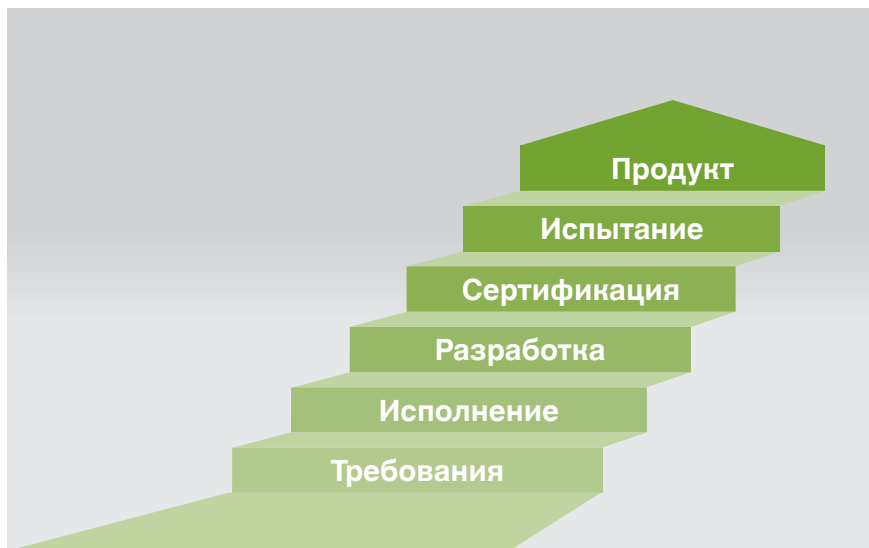 Продукт
Испытание
Сертификация
Разработка
Исполнение
Требования